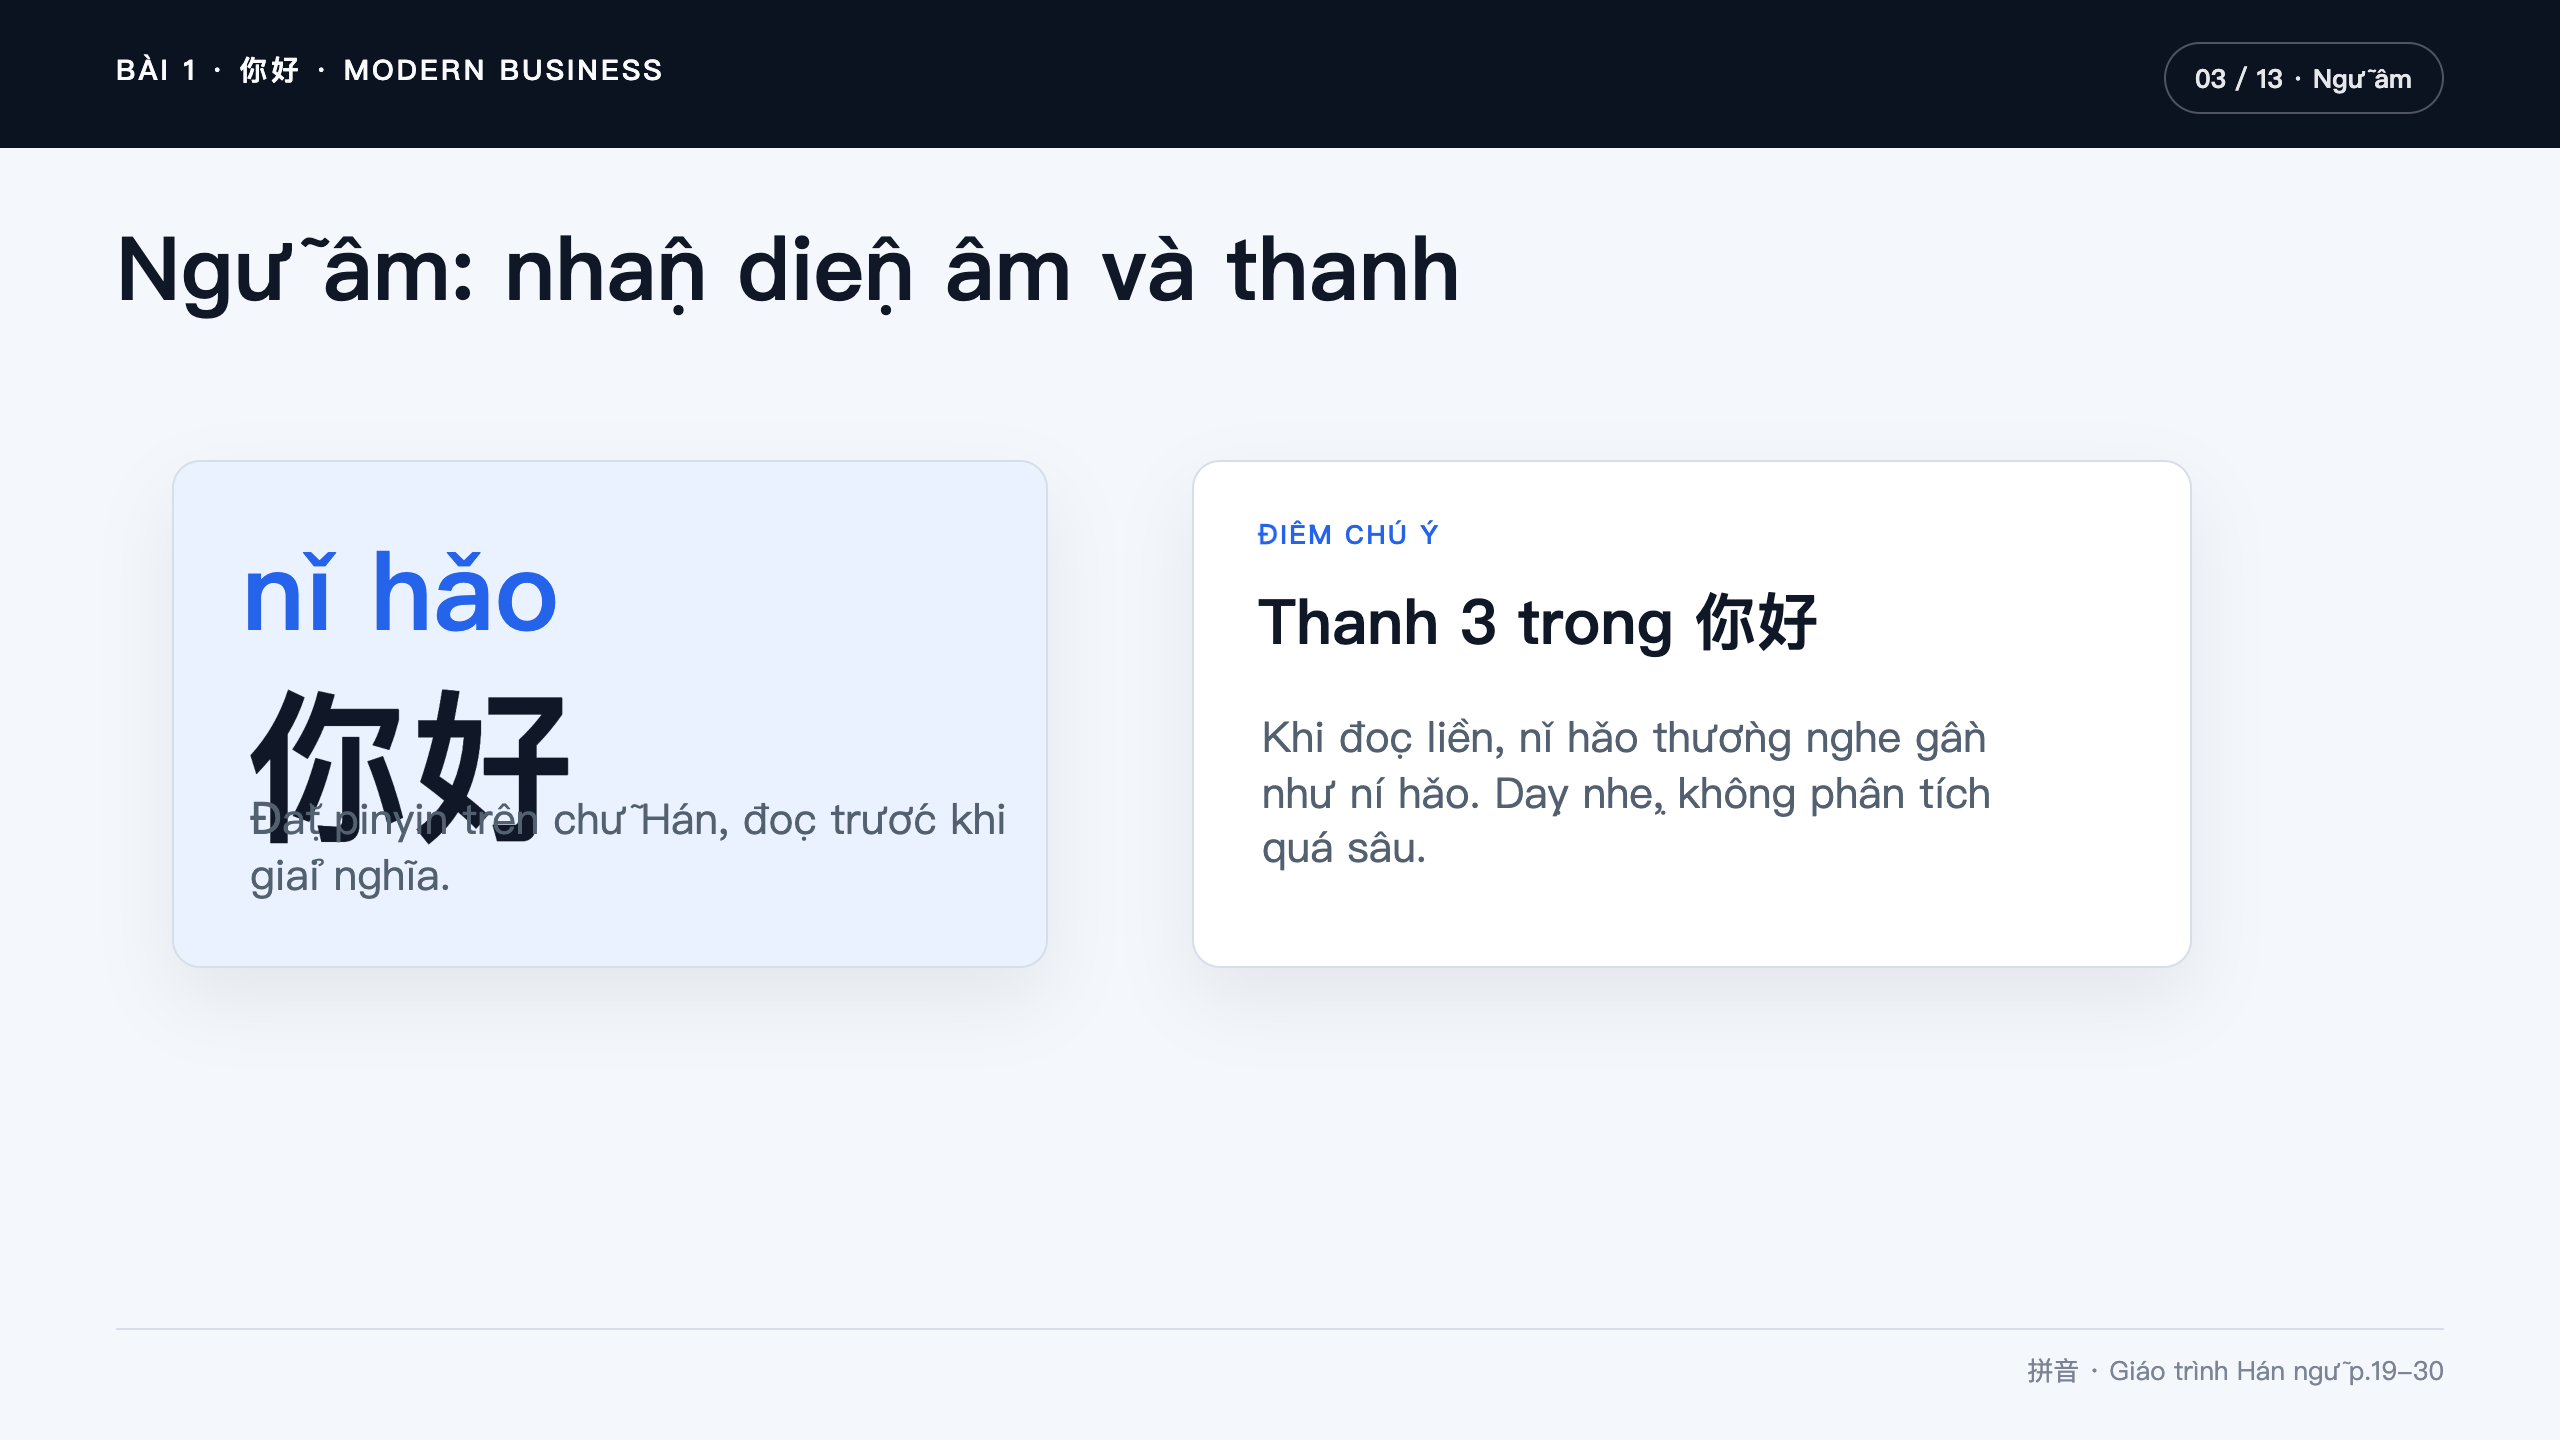 BÀI 1 · 你好 · MODERN BUSINESS
03 / 13 · Ngữ âm
Ngữ âm: nhận diện âm và thanh
nǐ hǎo
你好
Đặt pinyin trên chữ Hán, đọc trước khi
giải nghĩa.
ĐIỂM CHÚ Ý
Thanh 3 trong 你好
Khi đọc liền, nǐ hǎo thường nghe gần
như ní hǎo. Dạy nhẹ, không phân tích
quá sâu.
拼音 · Giáo trình Hán ngữ p.19–30